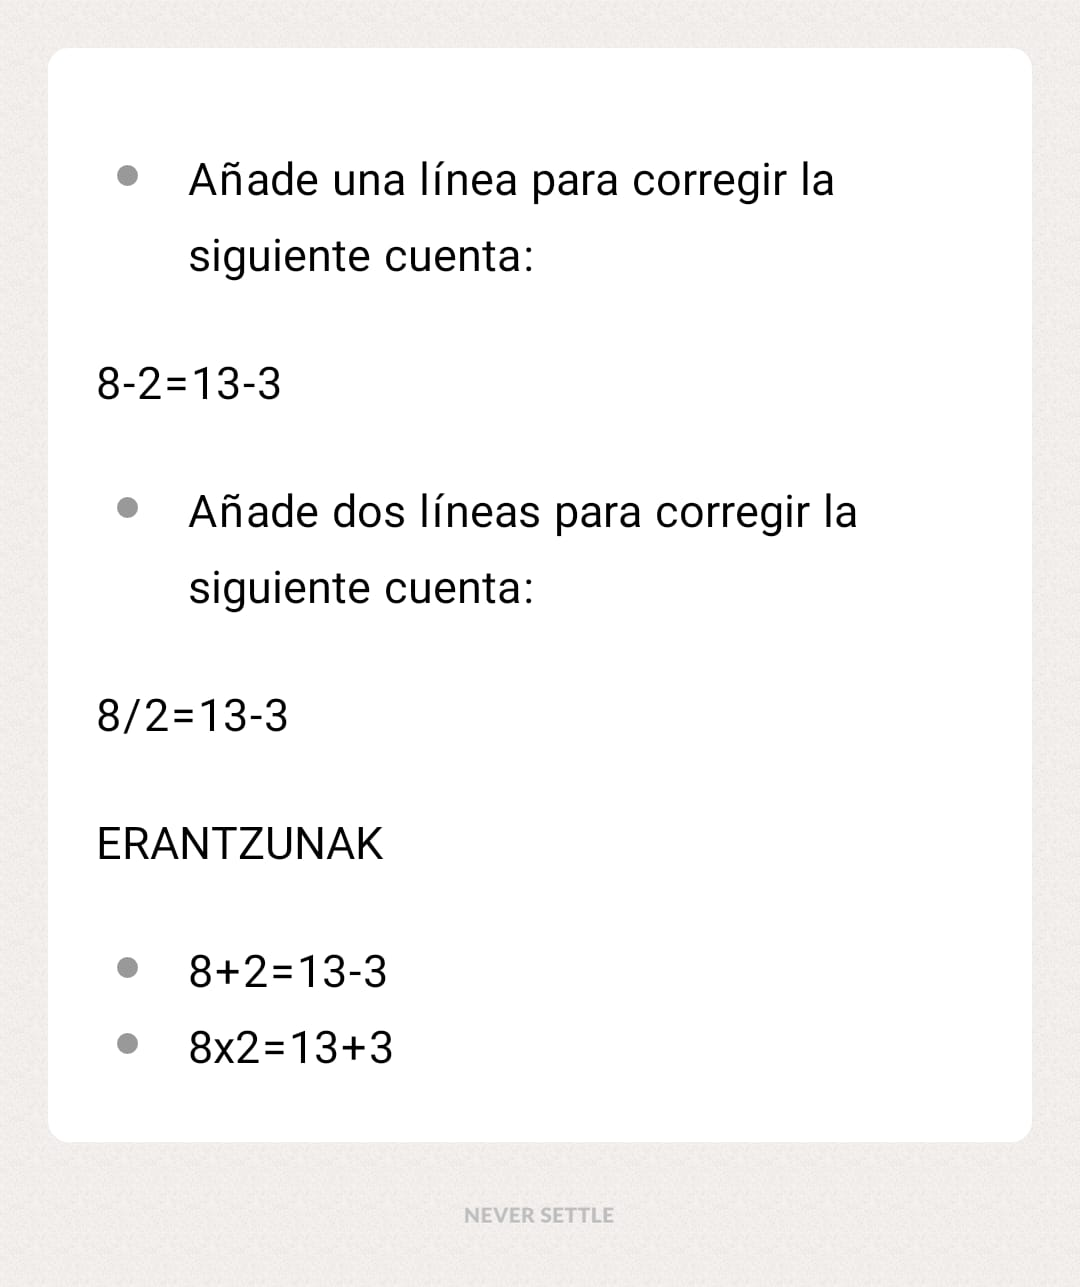 Añade una línea para corregir la
siguiente cuenta:
8-2=13-3
Añade dos líneas para corregir la
siguiente cuenta:
8/2=13-3
ERANTZUNAK
8+2=13-3
8x2=13+3
NEVER SETTLE